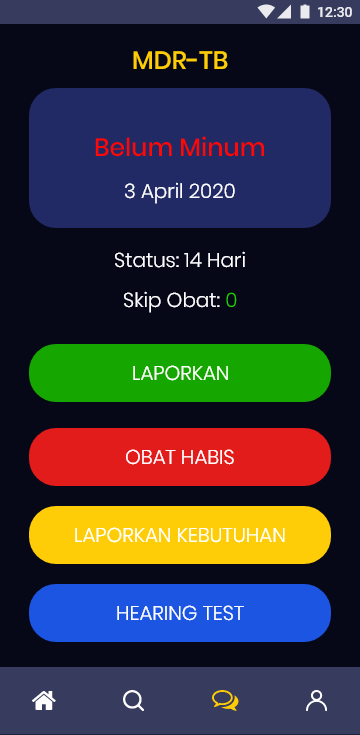 12:30
MDR-TB
Belum Minum
3 April 2020
Status: 14 Hari
Skip Obat: 0
LAPORKAN
OBAT HABIS
LAPORKAN KEBUTUHAN
HEARING TEST